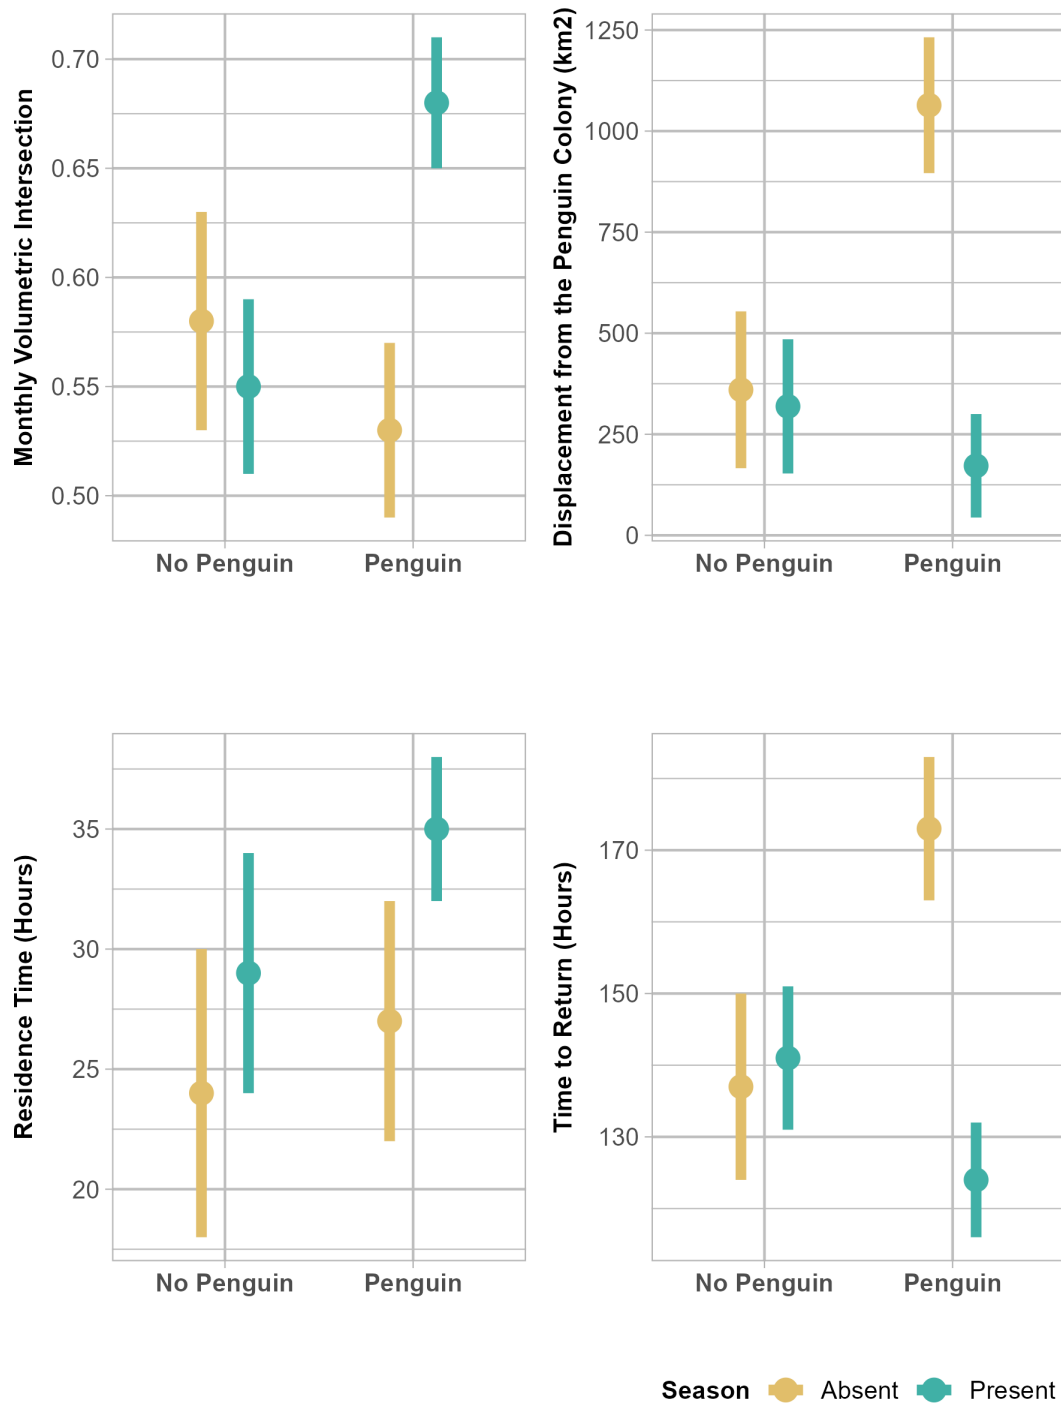 Monthly Volumetric Intersection
0.70
0.65
0.60
0.55
0.50
No Penguin
Penguin
Displacement from the Penguin Colony (km2)
1250
1000
750
500
250
0
No Penguin
Penguin
Residence Time (Hours)
35
30
25
20
No Penguin
Penguin
Time to Return (Hours)
170
150
130
No Penguin
Penguin
Season Absent Present